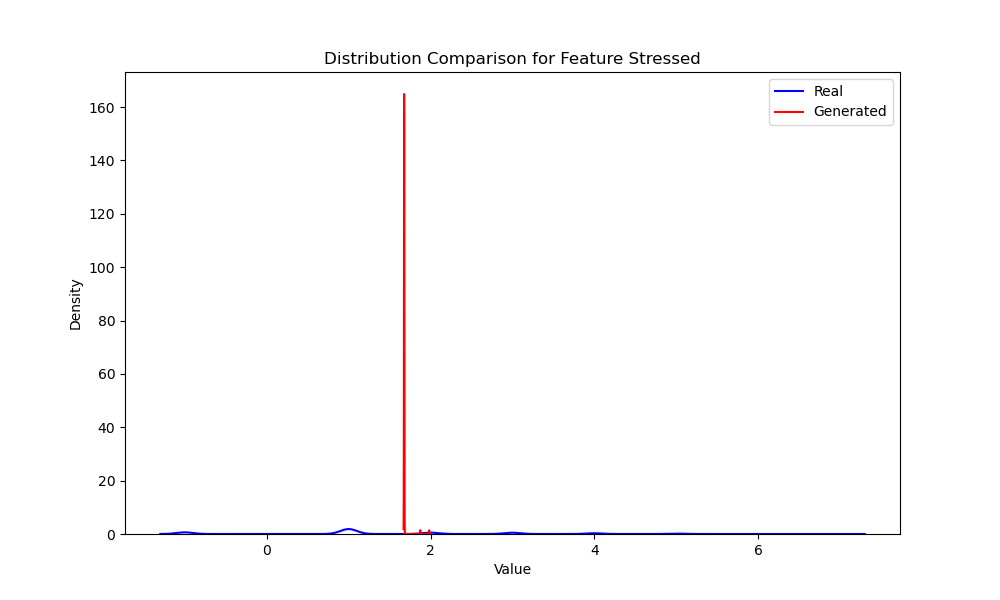 Distribution Comparison for Feature Stressed
Real
Generated
160
140
120
100
80
60
40
20
0
Density
0 2 4 6
Value